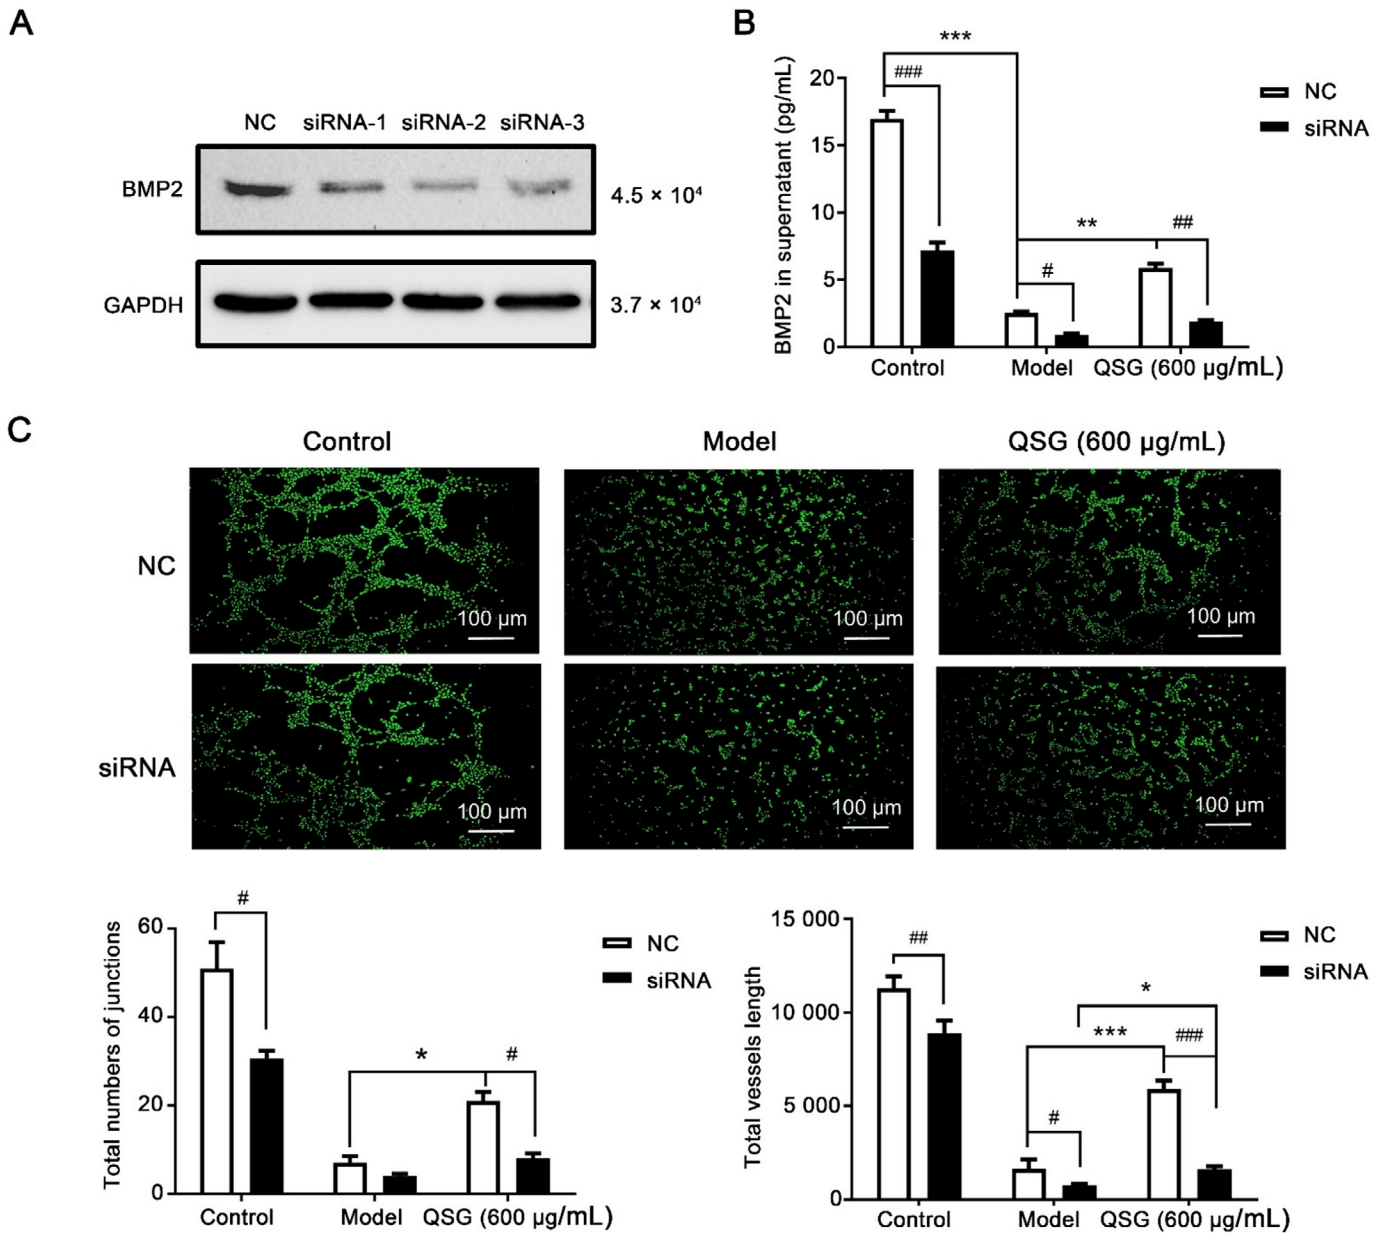 A
NC siRNA-1 siRNA-2 siRNA-3
BMP2
4.5 × 10⁴
GAPDH
3.7 × 10⁴
B
BMP2 in supernatant (pg/mL)
20
15
10
5
0
***
###
**
##
#
NC
siRNA
Control Model QSG (600 µg/mL)
C
Control Model QSG (600 µg/mL)
NC
100 µm 100 µm 100 µm
siRNA
100 µm 100 µm 100 µm
Total numbers of junctions
60
40
20
0
#
*
#
NC
siRNA
Control Model QSG (600 µg/mL)
Total vessels length
15 000
10 000
5 000
0
##
*
***
###
#
NC
siRNA
Control Model QSG (600 µg/mL)